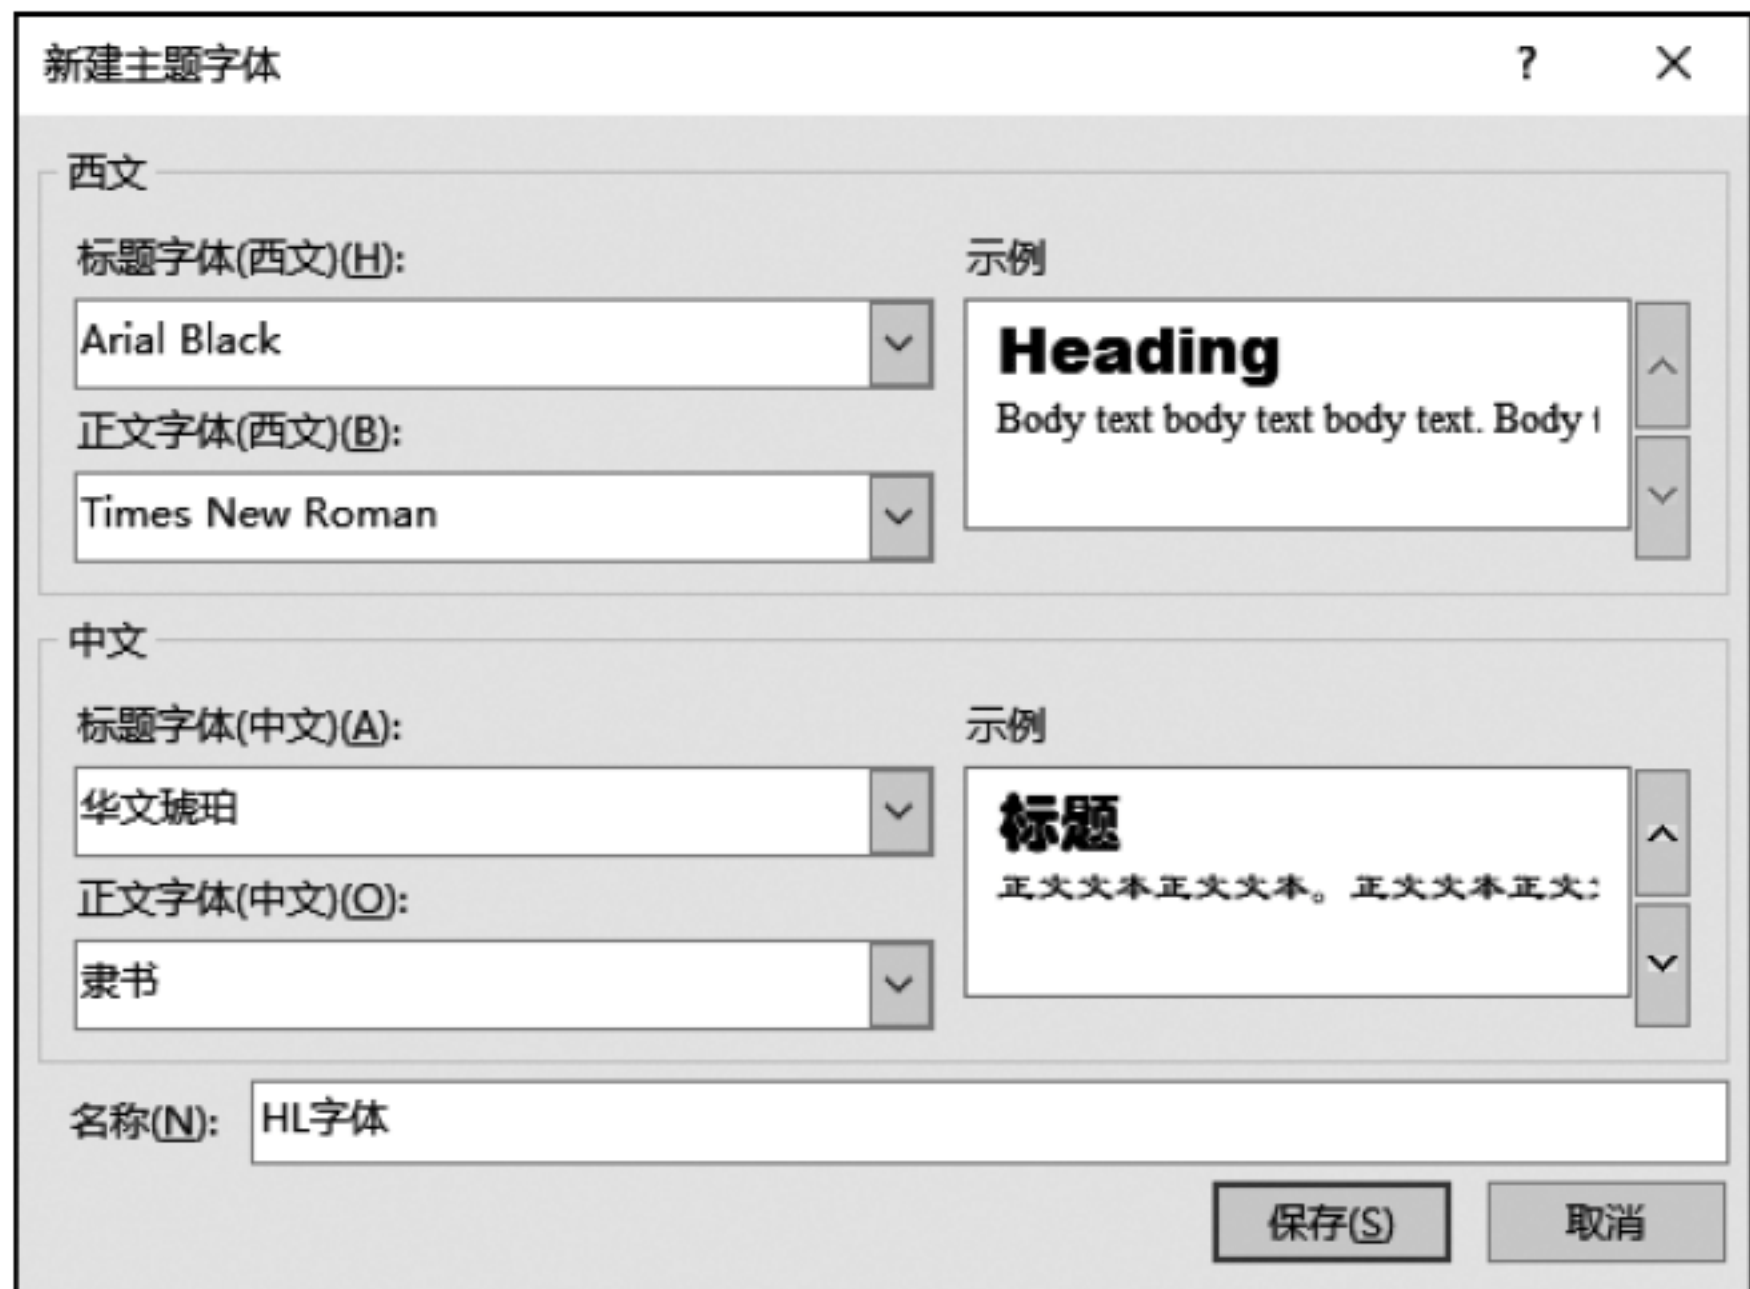 新建主题字体 ?
西文
标题字体(西文)(H):
Arial Black
正文字体(西文)(B):
Times New Roman
示例
Heading
Body text body text body text. Body t
中文
标题字体(中文)(A):
华文琥珀
正文字体(中文)(O):
隶书
示例
标题
正文文本正文文本。正文文本正文文
名称(N): HL字体
保存(S) 取消